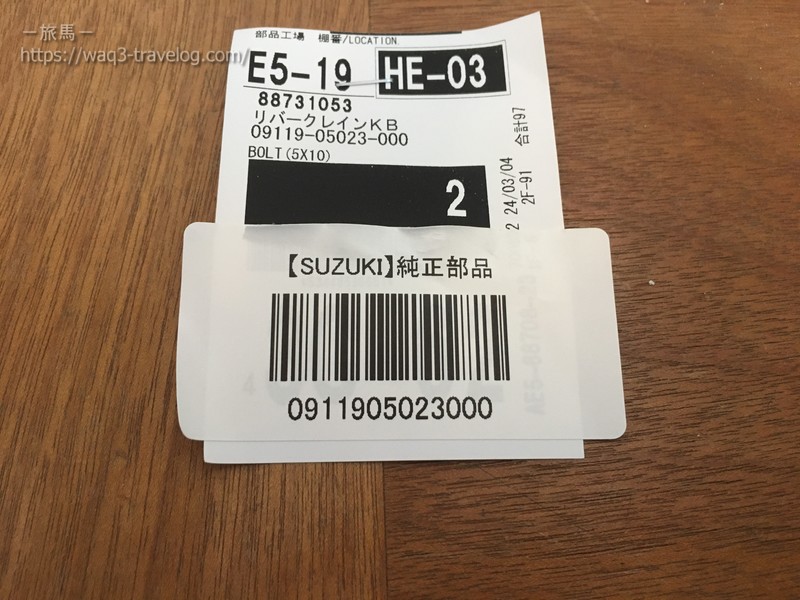 ― 旅馬 ―
https://waq3-travelog.com/
部品工場 棚番/LOCATION.
E5-19 HE-03
88731053
リバークレインKB
09119-05023-000
BOLT(5X10)
2
2 24/03/04 合計97
2F-91
【SUZUKI】純正部品
0911905023000